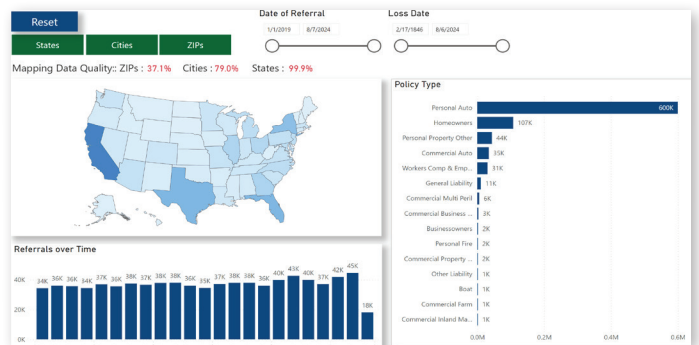 Reset
Date of Referral
Loss Date
1/1/2019 8/7/2024
2/17/1846 8/6/2024
States Cities ZIPs
Mapping Data Quality:: ZIPs : 37.1% Cities : 79.0% States : 99.9%
Policy Type
Personal Auto 600K
Homeowners 107K
Personal Property Other 44K
Commercial Auto 35K
Workers Comp & Emp... 31K
General Liability 11K
Commercial Multi Peril 6K
Commercial Business ... 3K
Businessowners 2K
Personal Fire 2K
Commercial Property ... 2K
Other Liability 1K
Boat 1K
Commercial Farm 1K
Commercial Inland Ma... 1K
0.0M 0.2M 0.4M 0.6M
Referrals over Time
34K 36K 36K 34K 37K 36K 38K 37K 38K 38K 36K 35K 37K 38K 38K 36K 40K 43K 40K 37K 42K 45K 18K
40K
20K
0K